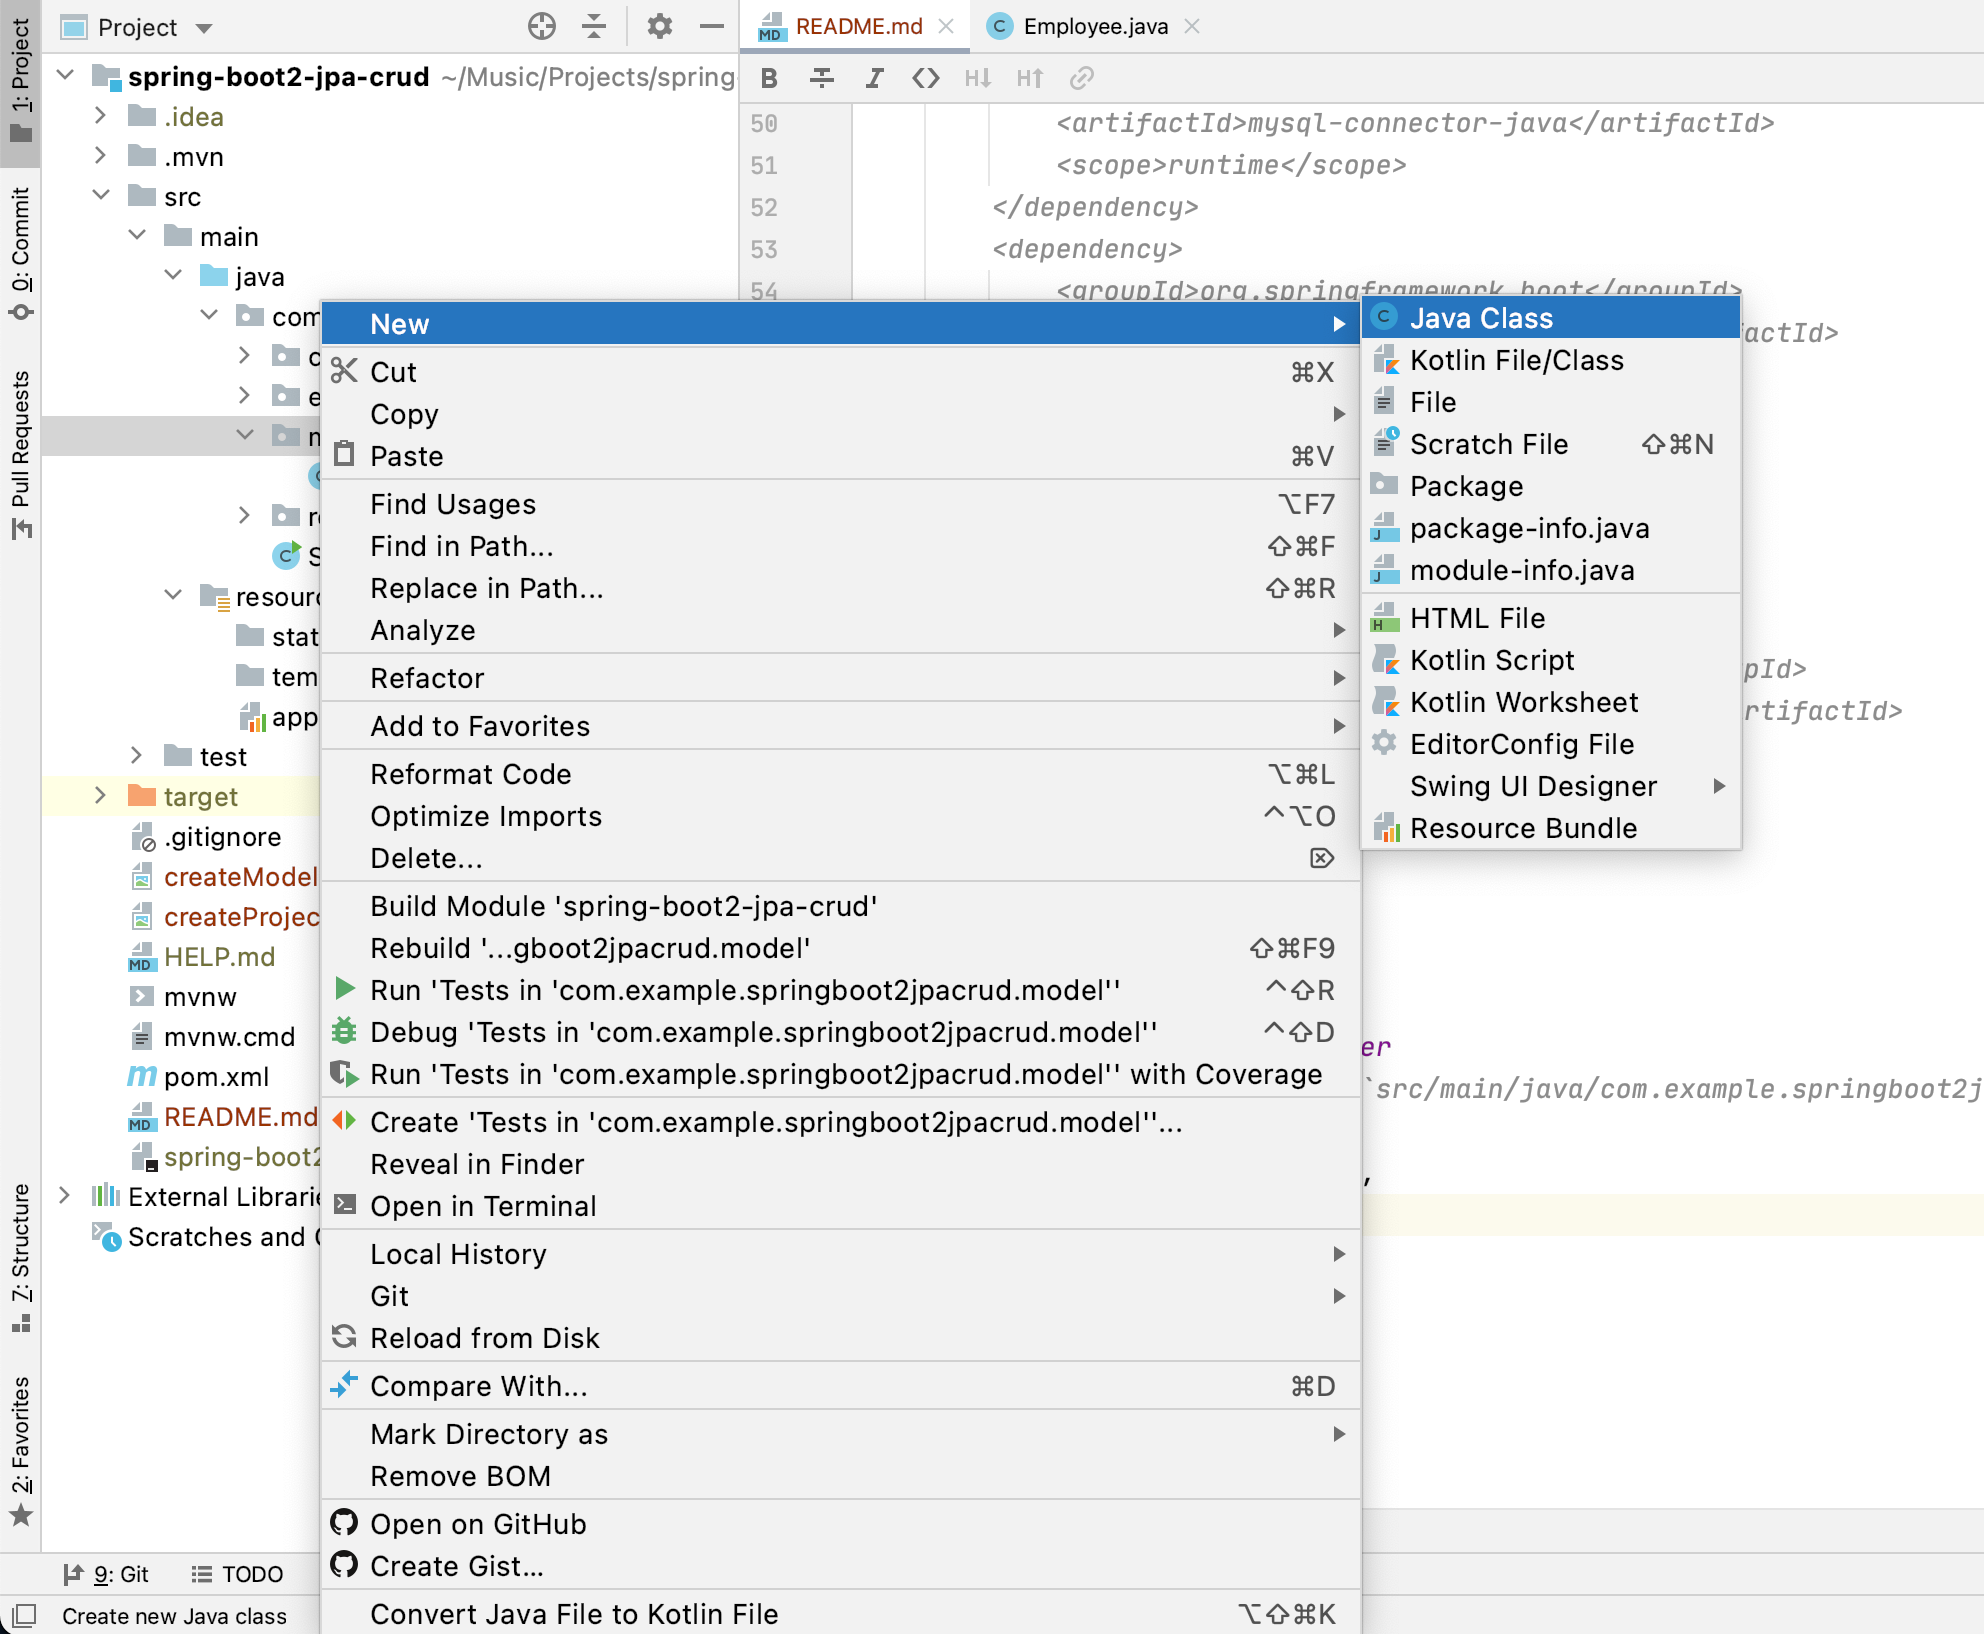 Project
README.md
Employee.java
1: Project
0: Commit
Pull Requests
7: Structure
2: Favorites
spring-boot2-jpa-crud ~/Music/Projects/spring-
.idea
.mvn
src
main
java
com
test
target
.gitignore
createModel
createProjec
HELP.md
mvnw
mvnw.cmd
pom.xml
README.md
spring-boot2
External Librarie
Scratches and
resourc
stat
tem
app
B I <> H↓ H↑
50 <artifactId>mysql-connector-java</artifactId>
51 <scope>runtime</scope>
52 </dependency>
53 <dependency>
54 <groupId>org.springframework.boot</groupId>
actId>
pId>
rtifactId>
er
`src/main/java/com.example.springboot2j
,
New
Cut ⌘X
Copy
Paste ⌘V
Find Usages ⌥F7
Find in Path... ⇧⌘F
Replace in Path... ⇧⌘R
Analyze
Refactor
Add to Favorites
Reformat Code ⌥⌘L
Optimize Imports ^⌥O
Delete... ⌦
Build Module 'spring-boot2-jpa-crud'
Rebuild '...gboot2jpacrud.model' ⇧⌘F9
Run 'Tests in 'com.example.springboot2jpacrud.model'' ^⇧R
Debug 'Tests in 'com.example.springboot2jpacrud.model'' ^⇧D
Run 'Tests in 'com.example.springboot2jpacrud.model'' with Coverage
Create 'Tests in 'com.example.springboot2jpacrud.model''...
Reveal in Finder
Open in Terminal
Local History
Git
Reload from Disk
Compare With... ⌘D
Mark Directory as
Remove BOM
Open on GitHub
Create Gist...
Convert Java File to Kotlin File ⌥⇧⌘K
Java Class
Kotlin File/Class
File
Scratch File ⇧⌘N
Package
package-info.java
module-info.java
HTML File
Kotlin Script
Kotlin Worksheet
EditorConfig File
Swing UI Designer
Resource Bundle
9: Git
TODO
Create new Java class